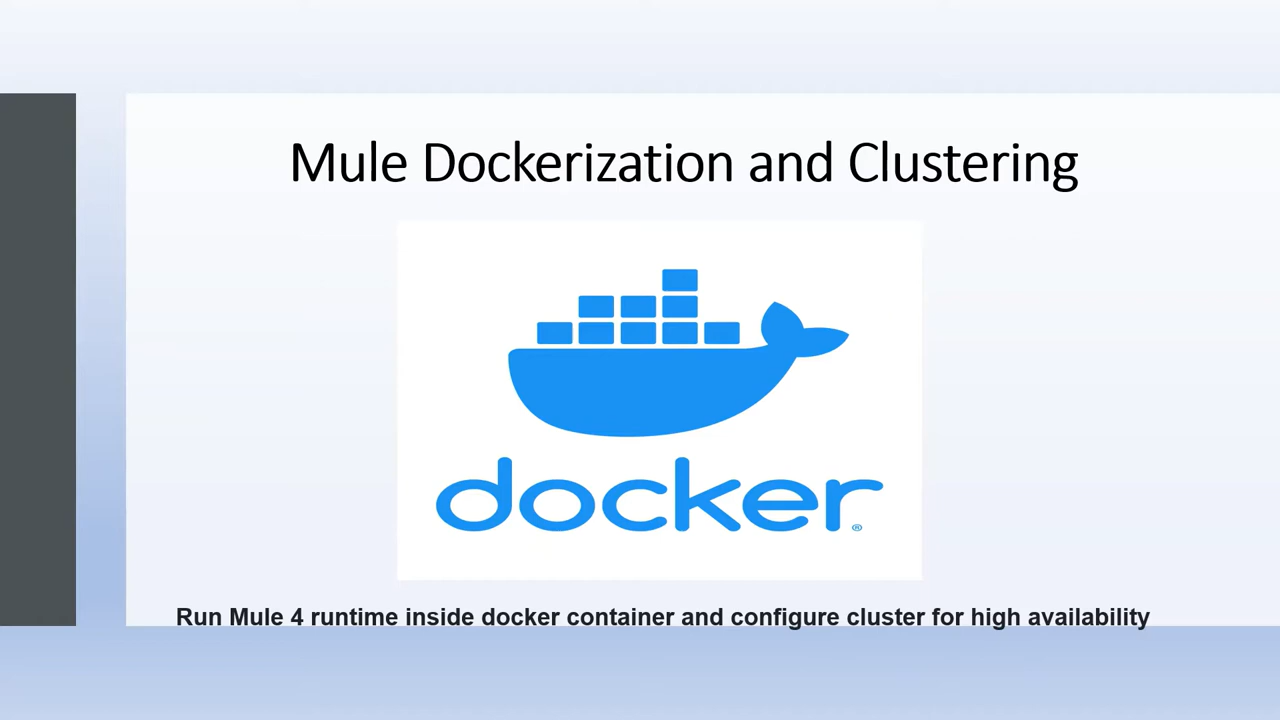 Mule Dockerization and Clustering
docker®
Run Mule 4 runtime inside docker container and configure cluster for high availability